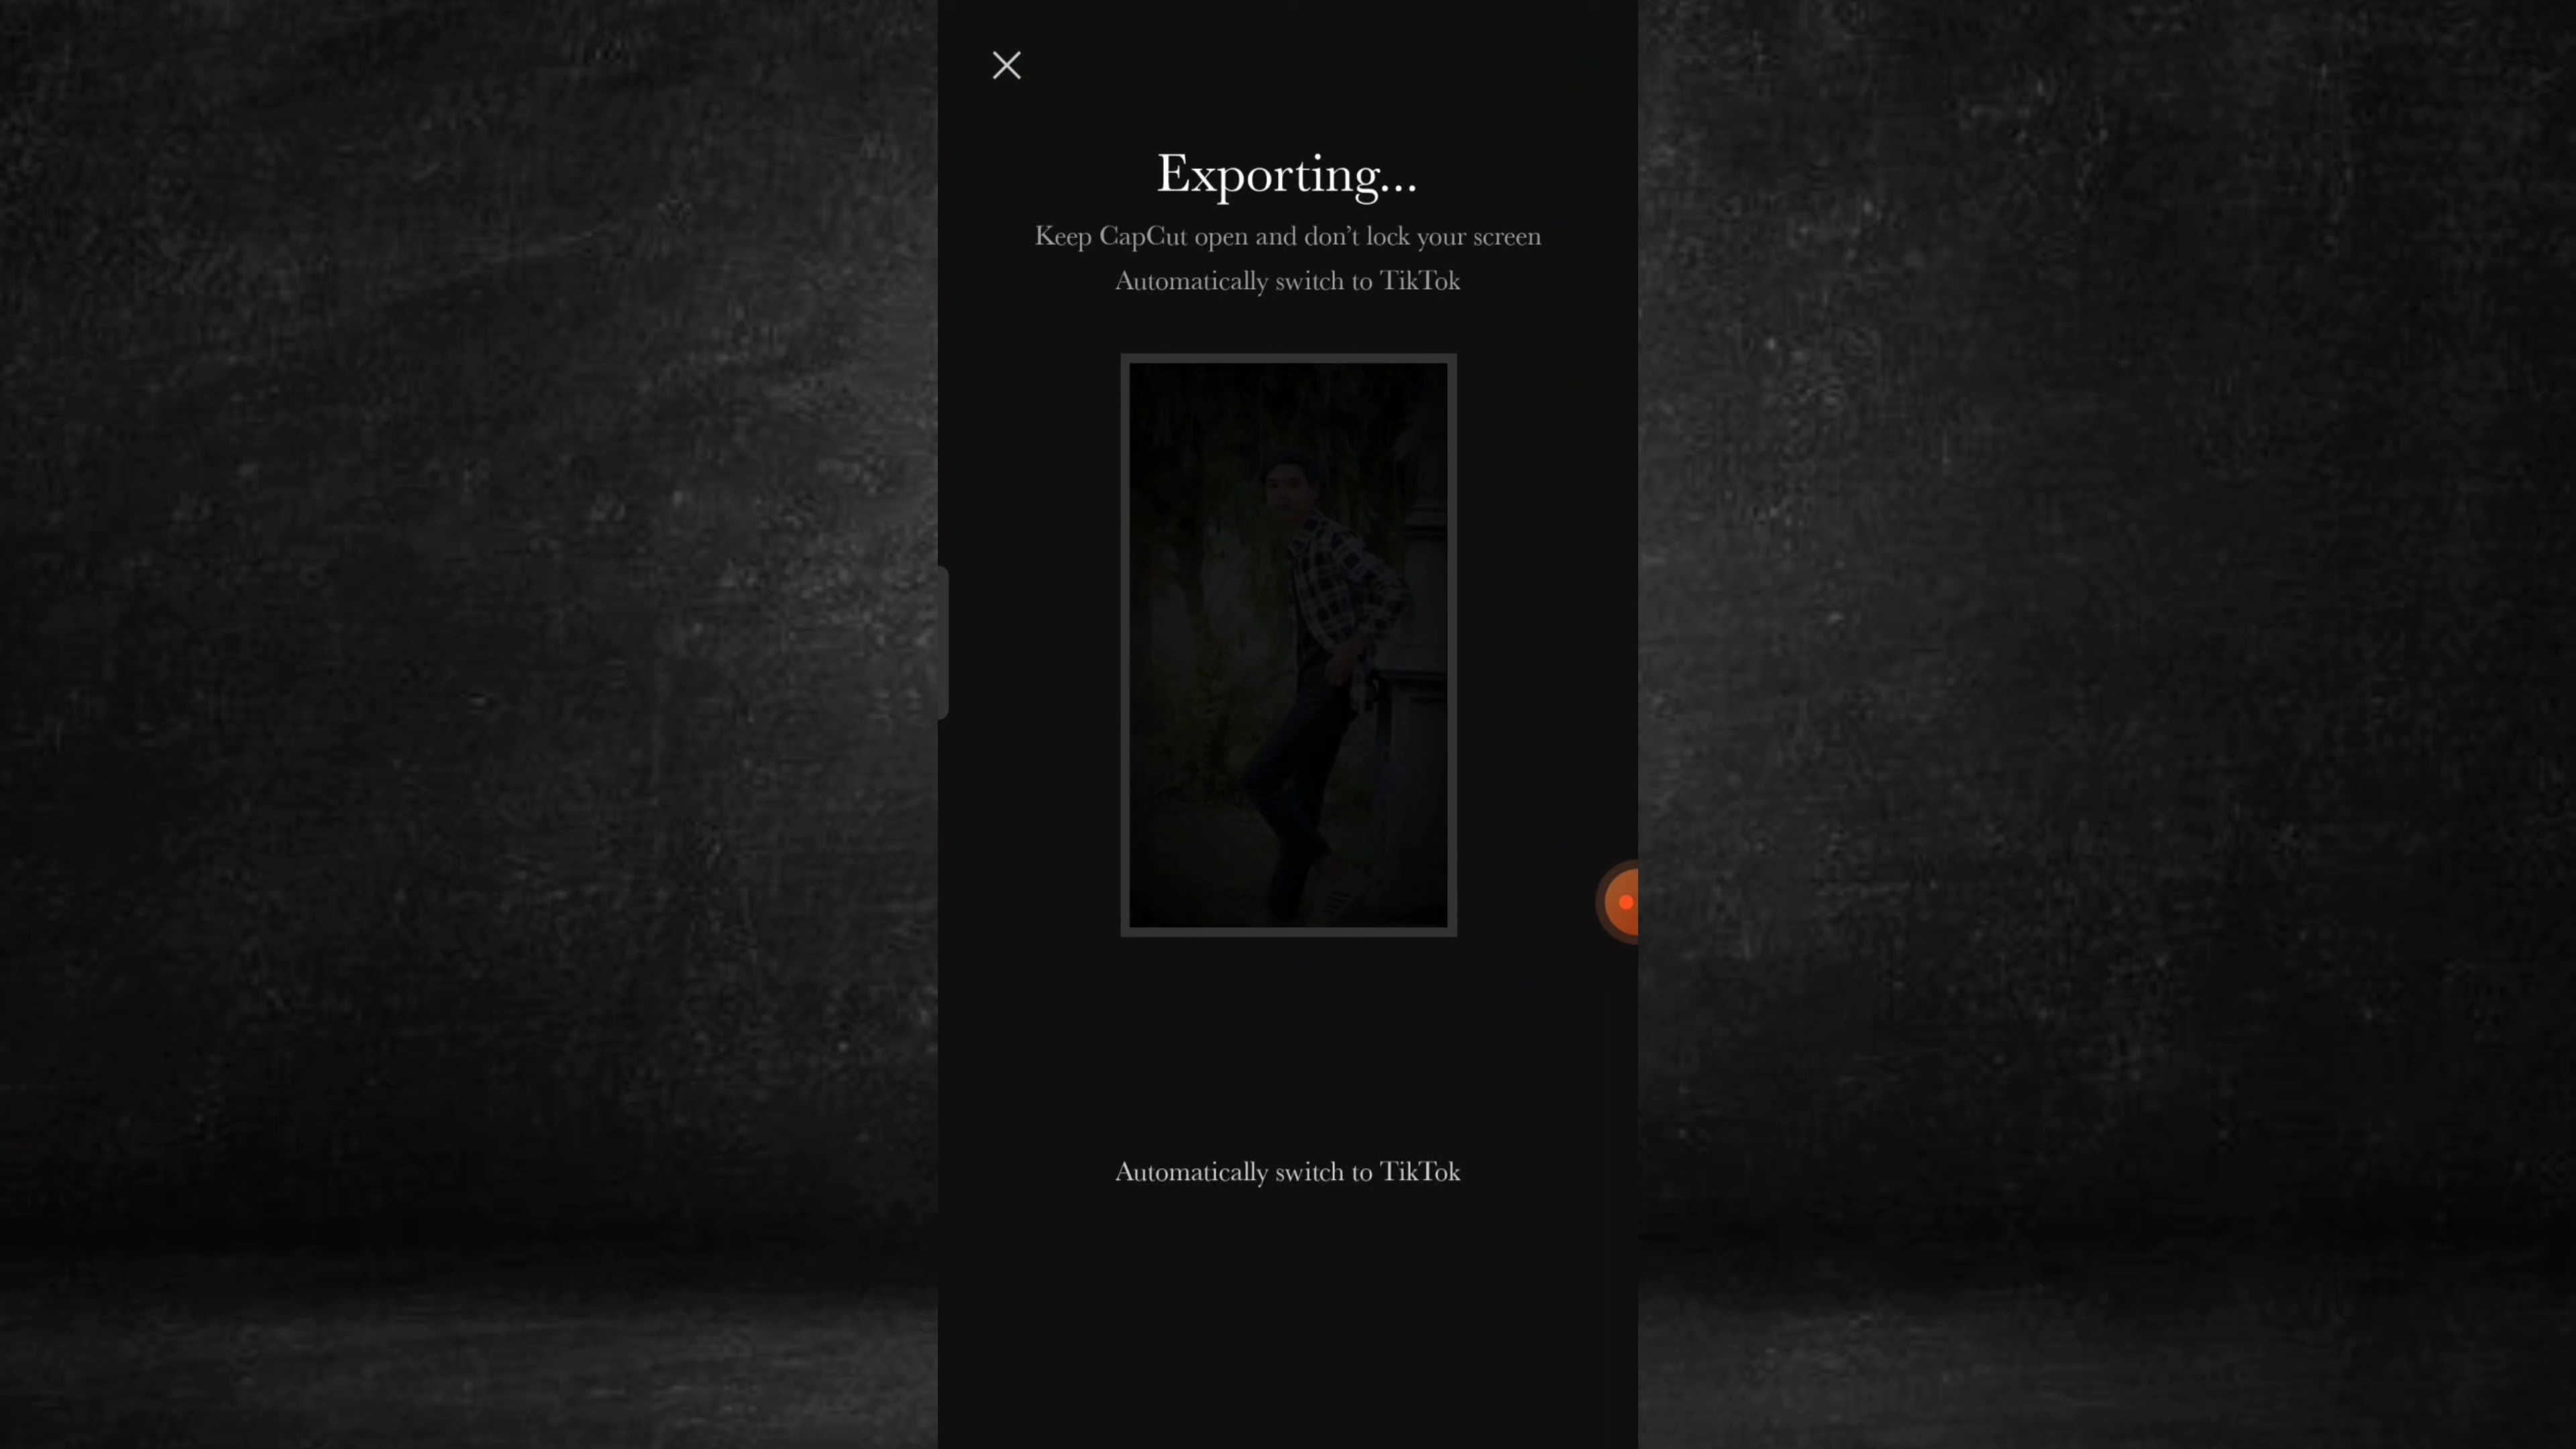 Exporting...
Keep CapCut open and don't lock your screen
Automatically switch to TikTok
Automatically switch to TikTok